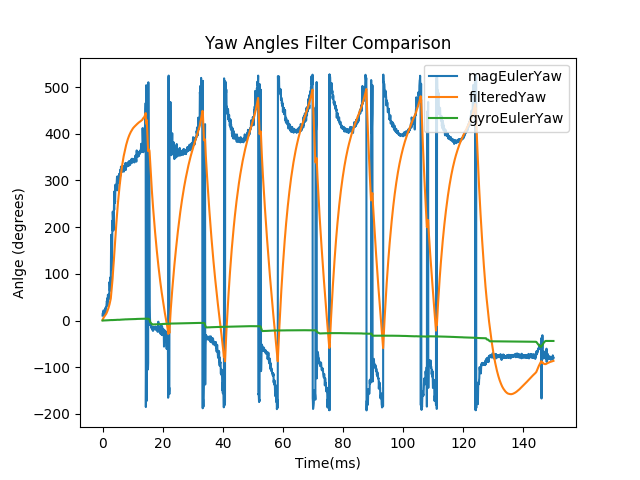 Yaw Angles Filter Comparison
magEulerYaw
filteredYaw
gyroEulerYaw
Anlge (degrees)
500
400
300
200
100
0
−100
−200
0 20 40 60 80 100 120 140
Time(ms)